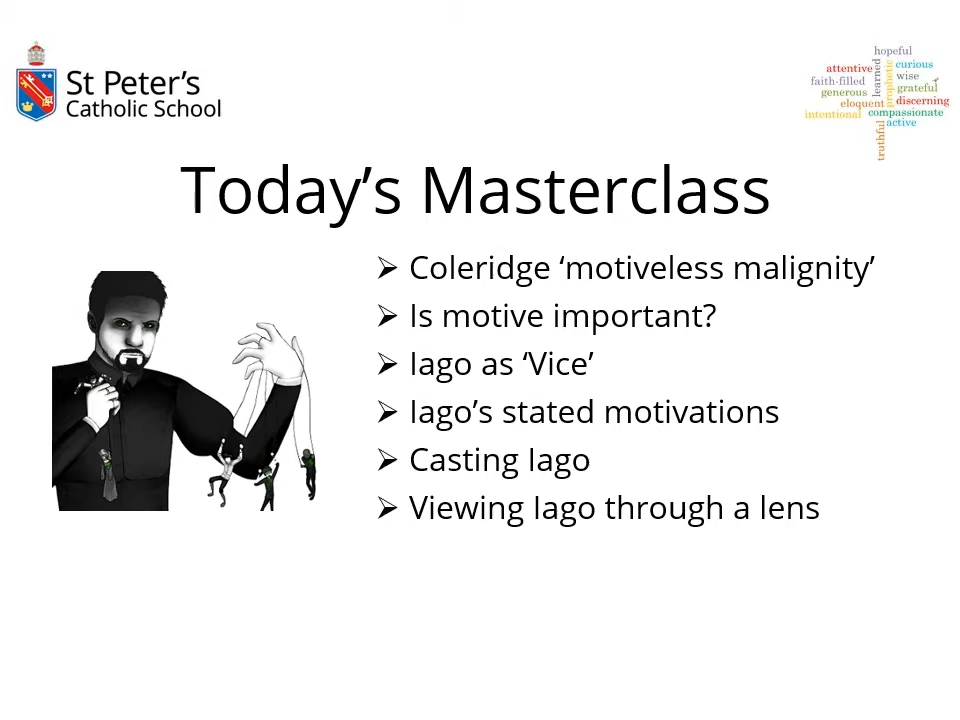 St Peter's
Catholic School
hopeful
attentive
learned
prophetic
curious
faith-filled
wise
generous
grateful
eloquent
discerning
intentional
compassionate
active
truthful
Today’s Masterclass
Coleridge ‘motiveless malignity’
Is motive important?
Iago as ‘Vice’
Iago’s stated motivations
Casting Iago
Viewing Iago through a lens